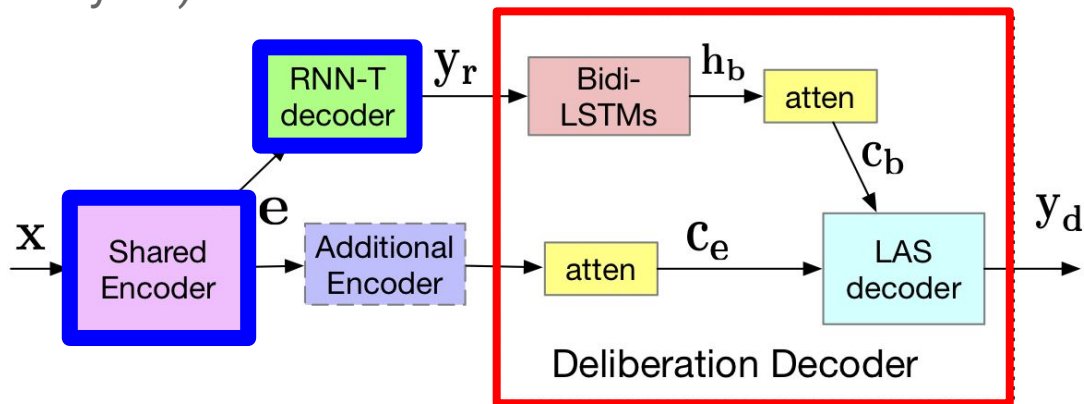 RNN-T
decoder
y_r
Bidi-
LSTMs
h_b
atten
c_b
x
Shared
Encoder
e
Additional
Encoder
atten
c_e
LAS
decoder
y_d
Deliberation Decoder